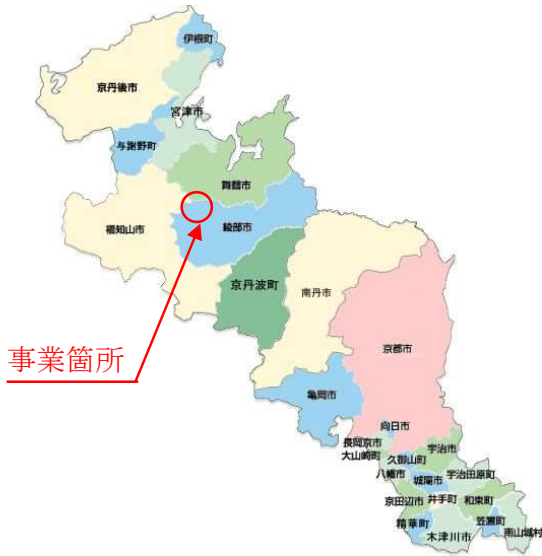 伊根町
京丹後市
宮津市
与謝野町
舞鶴市
福知山市
綾部市
京丹波町
南丹市
事業箇所
京都市
亀岡市
向日市
長岡京市
宇治市
大山崎町
久御山町
八幡市
宇治田原町
城陽市
京田辺市
井手町
和束町
精華町
笠置町
南山城村
木津川市